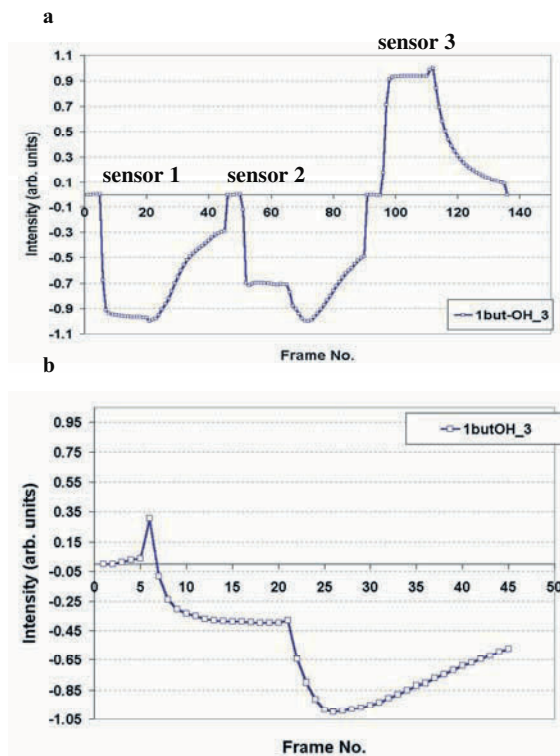 a
sensor 3
sensor 1
sensor 2
Intensity (arb. units)
1.1
0.9
0.7
0.5
0.3
0.1
-0.1
-0.3
-0.5
-0.7
-0.9
-1.1
0 20 40 60 80 100 120 140
1but-OH_3
Frame No.
b
Intensity (arb. units)
0.95
0.75
0.55
0.35
0.15
-0.05
-0.25
-0.45
-0.65
-0.85
-1.05
0 5 10 15 20 25 30 35 40 45 50
1butOH_3
Frame No.